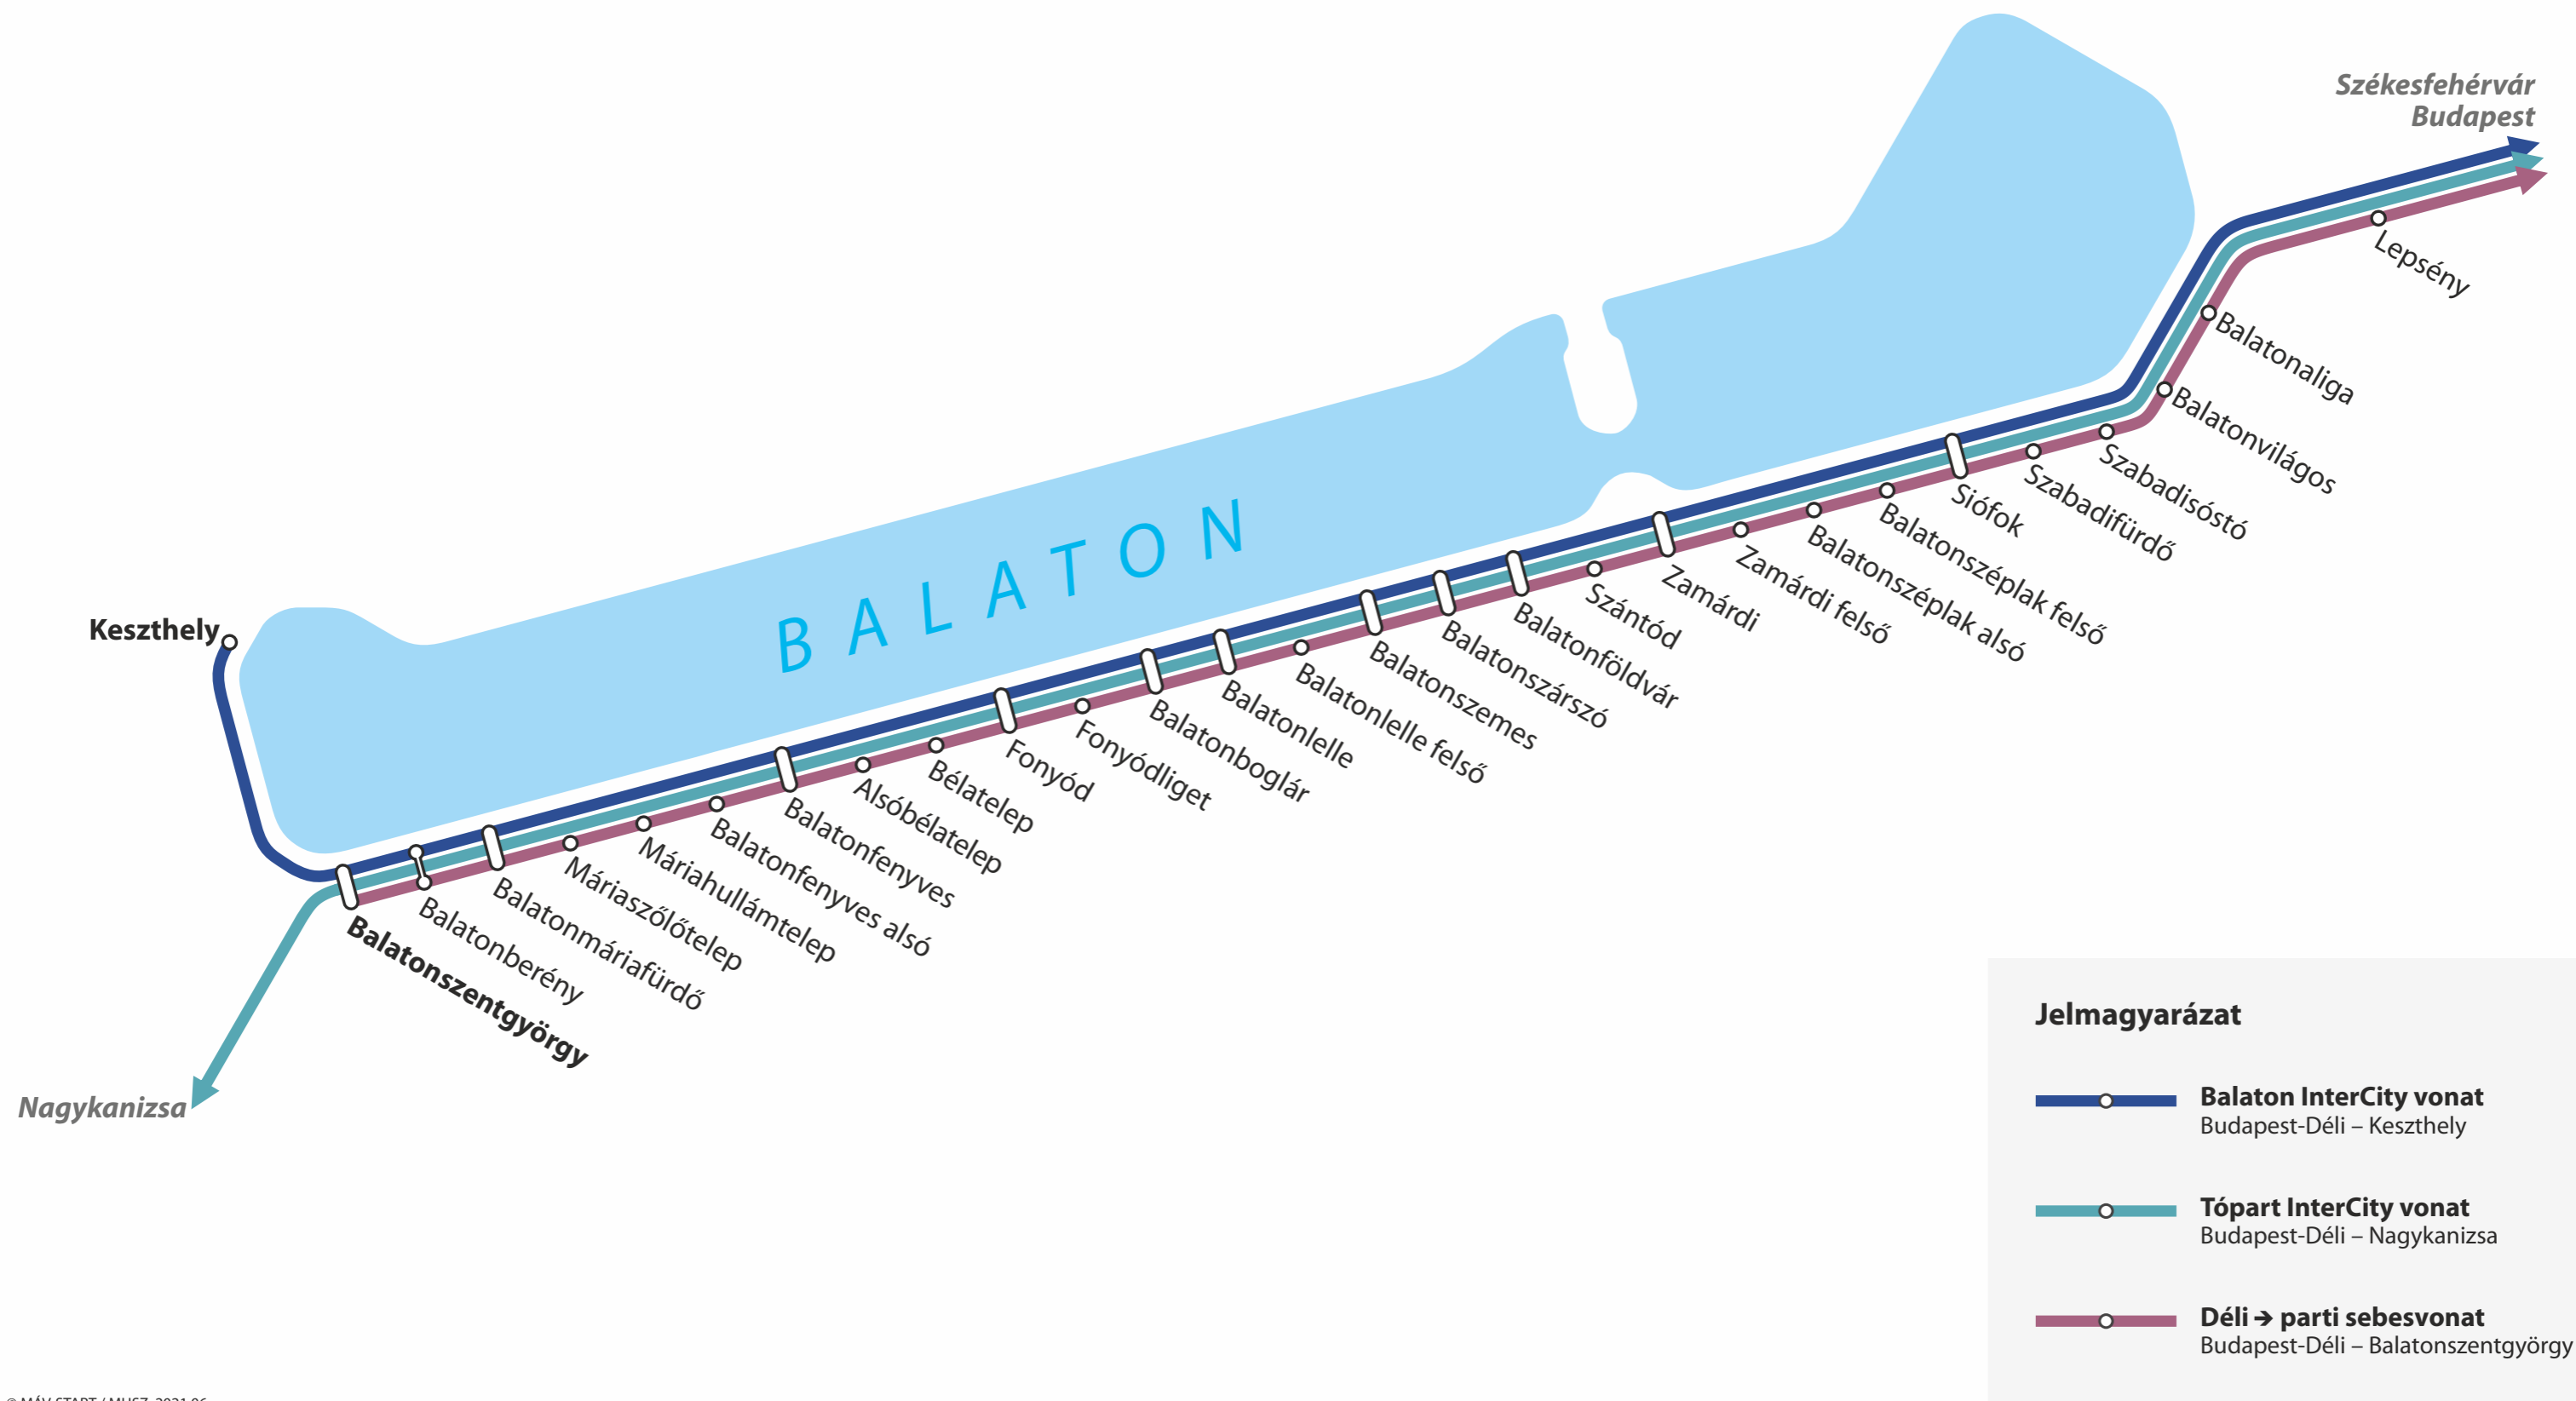 Székesfehérvár
Budapest
Lepsény
Balatonaliga
Balatonvilágos
Szabadisóstó
Szabadifürdő
Siófok
Balatonszéplak felső
Balatonszéplak alsó
Zamárdi felső
Zamárdi
Szántód
Balatonföldvár
Balatonszárszó
Balatonszemes
Balatonlelle felső
Balatonlelle
Balatonboglár
Fonyódliget
Fonyód
Bélatelep
Alsóbélatelep
Balatonfenyves
Balatonfenyves alsó
Máriahullámtelep
Máriaszőlőtelep
Balatonmáriafürdő
Balatonberény
Balatonszentgyörgy
Keszthely
Nagykanizsa
BALATON
Jelmagyarázat
Balaton InterCity vonat
Budapest-Déli – Keszthely
Tópart InterCity vonat
Budapest-Déli – Nagykanizsa
Déli ➔ parti sebesvonat
Budapest-Déli – Balatonszentgyörgy